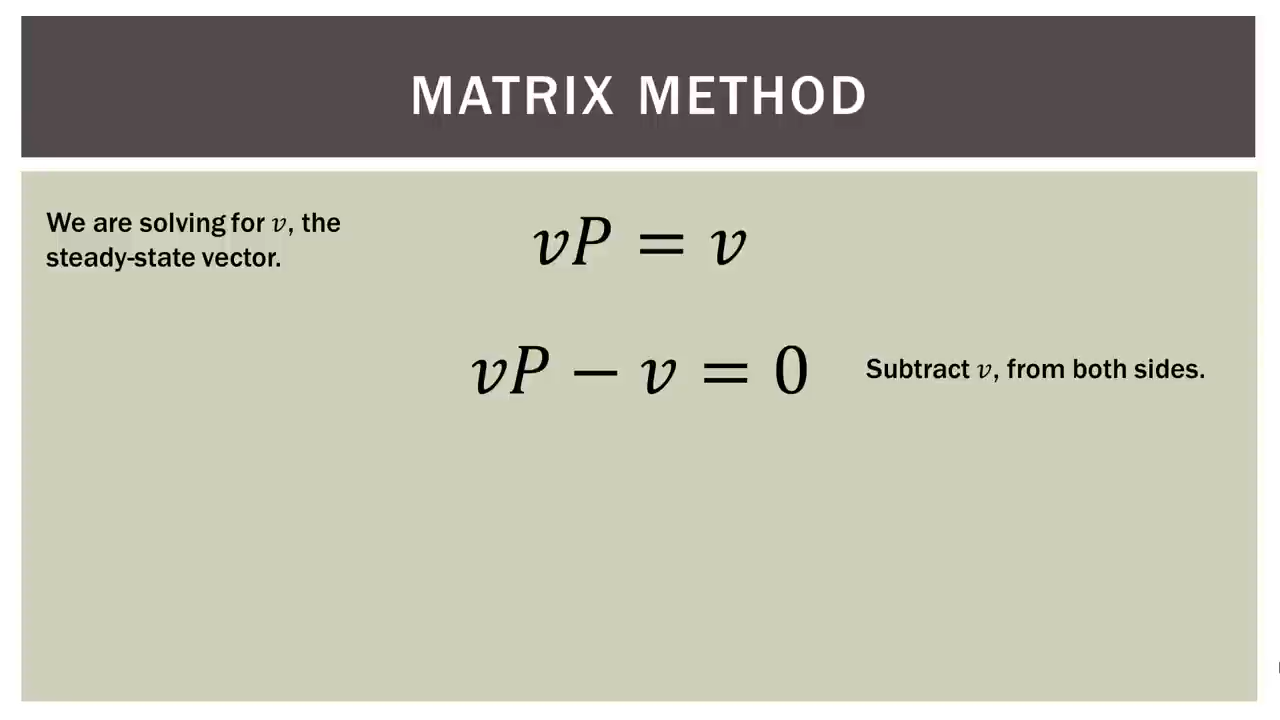 MATRIX METHOD
We are solving for v, the
steady-state vector.
vP = v
vP − v = 0
Subtract v, from both sides.